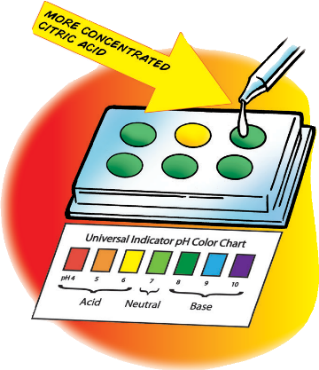 MORE CONCENTRATED
CITRIC ACID
Universal Indicator pH Color Chart
pH 4 5 6 7 8 9 10
Acid Neutral Base